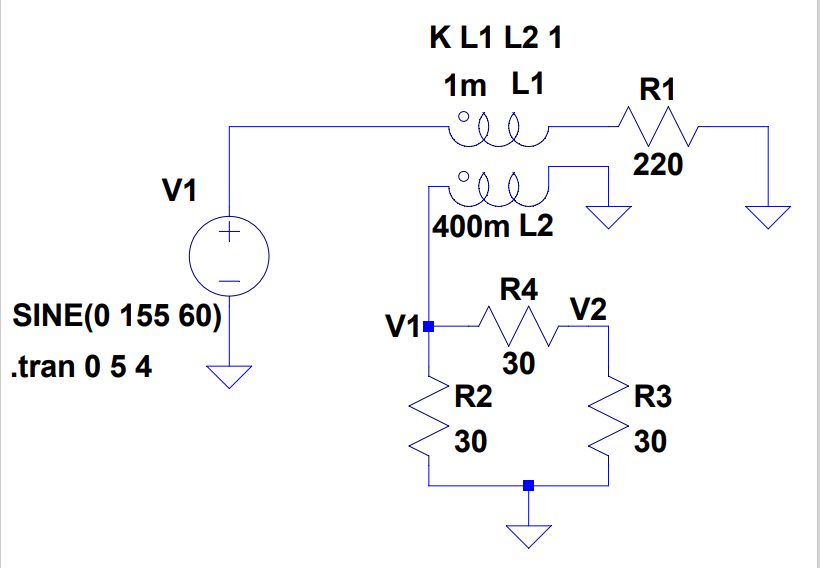 K L1 L2 1
1m L1
R1
220
V1
400m L2
SINE(0 155 60)
.tran 0 5 4
R4
V1
V2
30
R2
30
R3
30